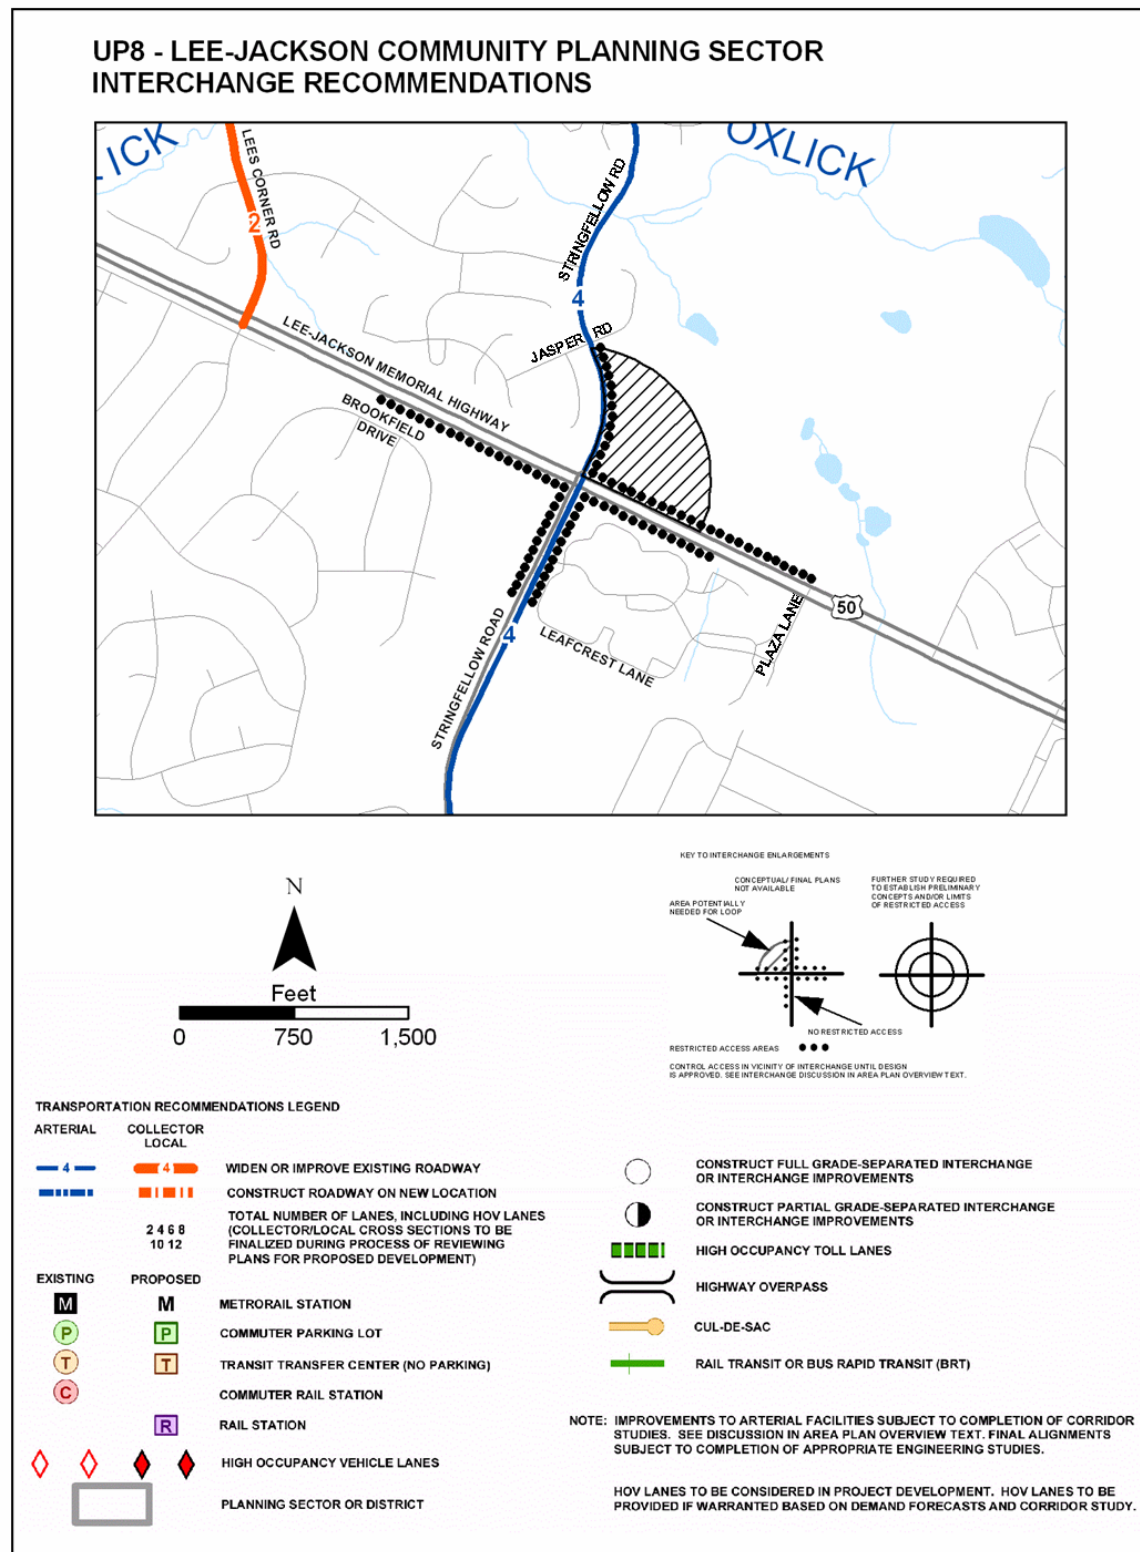 UP8 - LEE-JACKSON COMMUNITY PLANNING SECTOR
INTERCHANGE RECOMMENDATIONS
LICK
OXLICK
LEES CORNER RD
2
STRINGFELLOW RD
4
JASPER RD
LEE-JACKSON MEMORIAL HIGHWAY
BROOKFIELD
DRIVE
50
PLAZA LANE
LEAFCREST LANE
4
STRINGFELLOW ROAD
N
Feet
0 750 1,500
KEY TO INTERCHANGE ENLARGEMENTS
CONCEPTUAL/ FINAL PLANS
NOT AVAILABLE
AREA POTENTIALLY
NEEDED FOR LOOP
FURTHER STUDY REQUIRED
TO ESTABLISH PRELIMINARY
CONCEPTS AND/OR LIMITS
OF RESTRICTED ACCESS
NO RESTRICTED ACCESS
RESTRICTED ACCESS AREAS
CONTROL ACCESS IN VICINITY OF INTERCHANGE UNTIL DESIGN
IS APPROVED. SEE INTERCHANGE DISCUSSION IN AREA PLAN OVERVIEW TEXT.
TRANSPORTATION RECOMMENDATIONS LEGEND
ARTERIAL COLLECTOR
LOCAL
4 4 WIDEN OR IMPROVE EXISTING ROADWAY
CONSTRUCT ROADWAY ON NEW LOCATION
2 4 6 8
10 12
TOTAL NUMBER OF LANES, INCLUDING HOV LANES
(COLLECTOR/LOCAL CROSS SECTIONS TO BE
FINALIZED DURING PROCESS OF REVIEWING
PLANS FOR PROPOSED DEVELOPMENT)
EXISTING PROPOSED
M M METRORAIL STATION
P P COMMUTER PARKING LOT
T T TRANSIT TRANSFER CENTER (NO PARKING)
C COMMUTER RAIL STATION
R RAIL STATION
HIGH OCCUPANCY VEHICLE LANES
PLANNING SECTOR OR DISTRICT
CONSTRUCT FULL GRADE-SEPARATED INTERCHANGE
OR INTERCHANGE IMPROVEMENTS
CONSTRUCT PARTIAL GRADE-SEPARATED INTERCHANGE
OR INTERCHANGE IMPROVEMENTS
HIGH OCCUPANCY TOLL LANES
HIGHWAY OVERPASS
CUL-DE-SAC
RAIL TRANSIT OR BUS RAPID TRANSIT (BRT)
NOTE: IMPROVEMENTS TO ARTERIAL FACILITIES SUBJECT TO COMPLETION OF CORRIDOR
STUDIES. SEE DISCUSSION IN AREA PLAN OVERVIEW TEXT. FINAL ALIGNMENTS
SUBJECT TO COMPLETION OF APPROPRIATE ENGINEERING STUDIES.
HOV LANES TO BE CONSIDERED IN PROJECT DEVELOPMENT. HOV LANES TO BE
PROVIDED IF WARRANTED BASED ON DEMAND FORECASTS AND CORRIDOR STUDY.